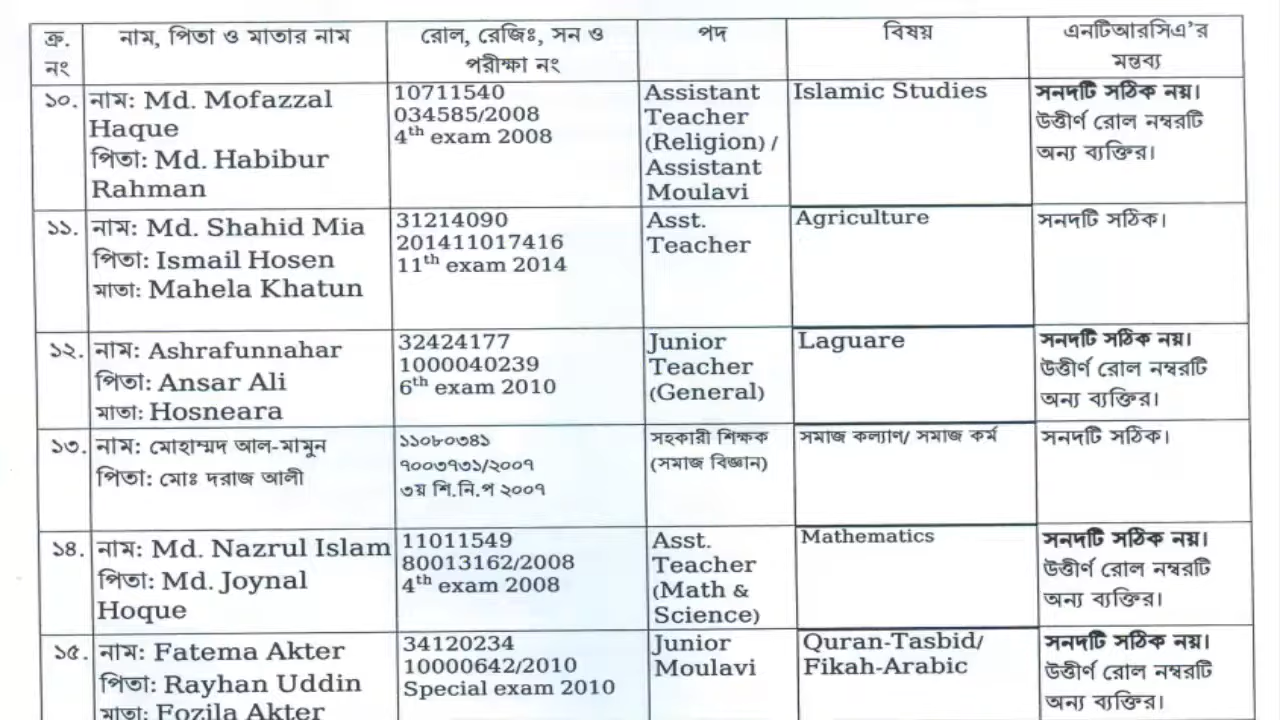 ক্র. নং
নাম, পিতা ও মাতার নাম
রোল, রেজিঃ, সন ও
পরীক্ষা নং
পদ
বিষয়
এনটিআরসিএ’র
মন্তব্য
১০.
নাম: Md. Mofazzal
Haque
পিতা: Md. Habibur
Rahman
10711540
034585/2008
4th exam 2008
Assistant
Teacher
(Religion) /
Assistant
Moulavi
Islamic Studies
সনদটি সঠিক নয়।
উত্তীর্ণ রোল নম্বরটি
অন্য ব্যক্তির।
১১.
নাম: Md. Shahid Mia
পিতা: Ismail Hosen
মাতা: Mahela Khatun
31214090
201411017416
11th exam 2014
Asst.
Teacher
Agriculture
সনদটি সঠিক।
১২.
নাম: Ashrafunnahar
পিতা: Ansar Ali
মাতা: Hosneara
32424177
1000040239
6th exam 2010
Junior
Teacher
(General)
Laguare
সনদটি সঠিক নয়।
উত্তীর্ণ রোল নম্বরটি
অন্য ব্যক্তির।
১৩.
নাম: মোহাম্মদ আল-মামুন
পিতা: মোঃ দরাজ আলী
১১০৮০৩৪১
৭০০৩৭৩১/২০০৭
৩য় শি.নি.প ২০০৭
সহকারী শিক্ষক
(সমাজ বিজ্ঞান)
সমাজ কল্যাণ/ সমাজ কর্ম
সনদটি সঠিক।
১৪.
নাম: Md. Nazrul Islam
পিতা: Md. Joynal
Hoque
11011549
80013162/2008
4th exam 2008
Asst.
Teacher
(Math &
Science)
Mathematics
সনদটি সঠিক নয়।
উত্তীর্ণ রোল নম্বরটি
অন্য ব্যক্তির।
১৫.
নাম: Fatema Akter
পিতা: Rayhan Uddin
মাতা: Fozila Akter
34120234
10000642/2010
Special exam 2010
Junior
Moulavi
Quran-Tasbid/
Fikah-Arabic
সনদটি সঠিক নয়।
উত্তীর্ণ রোল নম্বরটি
অন্য ব্যক্তির।